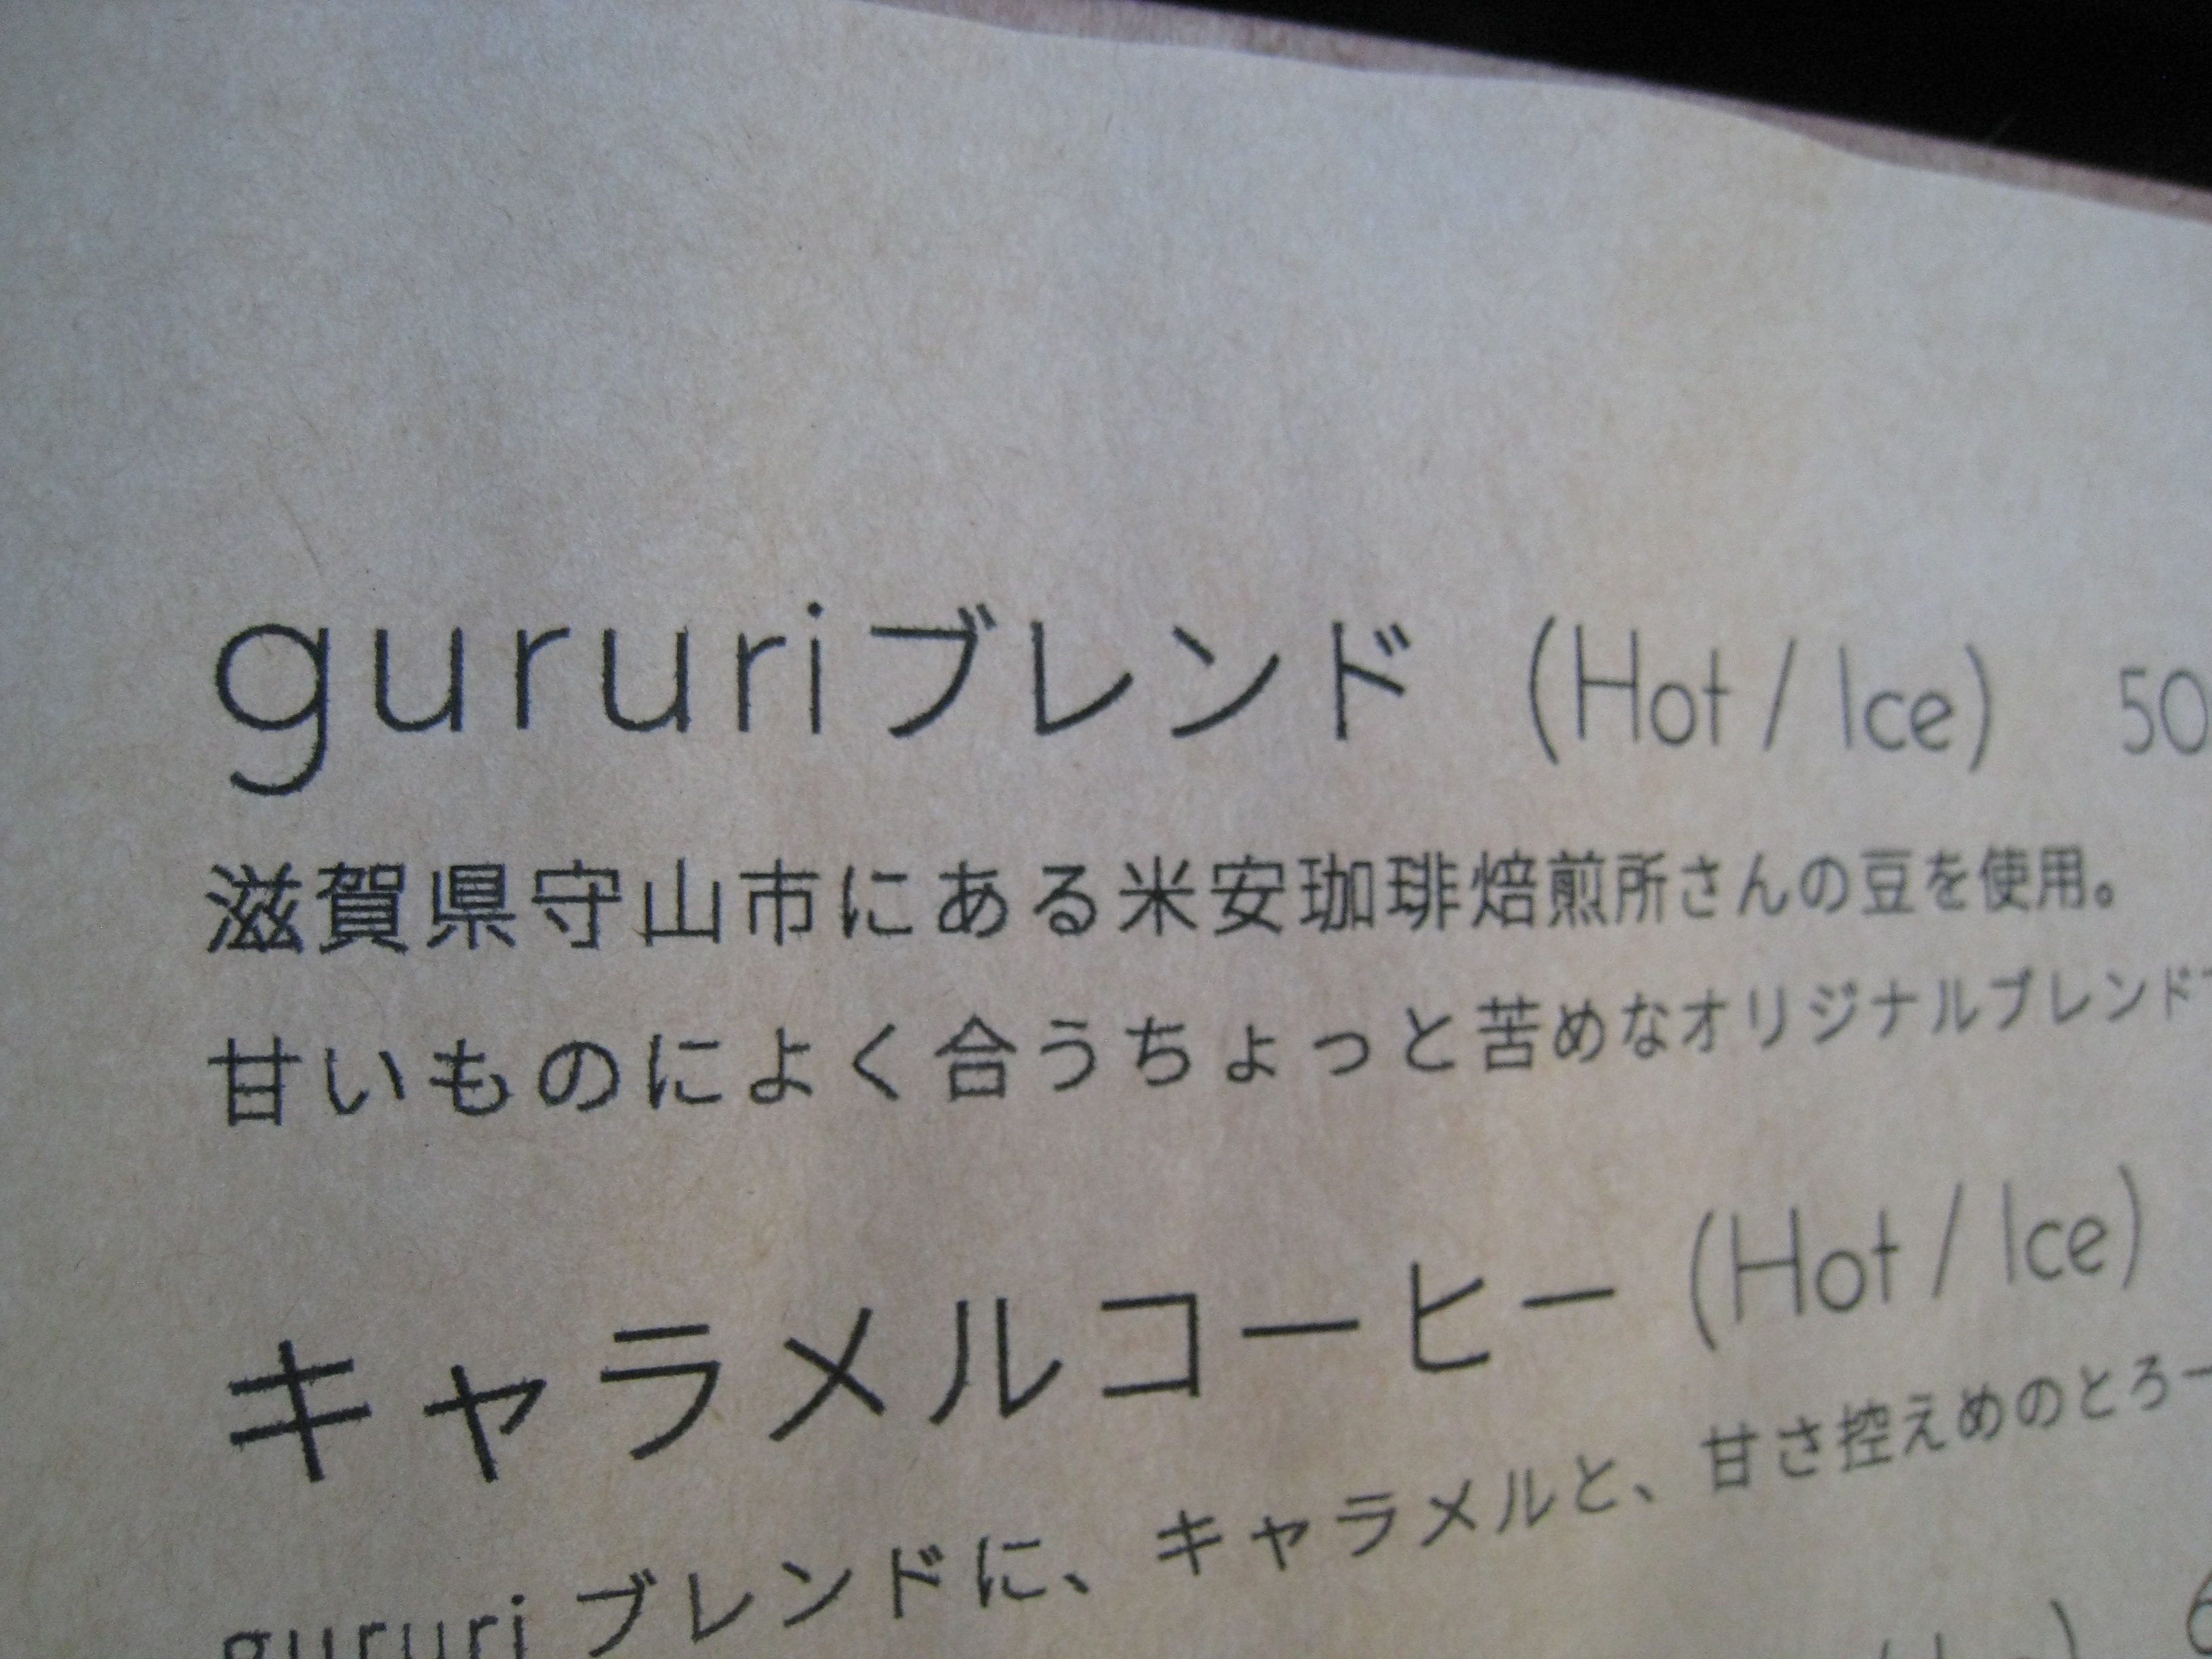 gururiブレンド (Hot / Ice) 50
滋賀県守山市にある米安珈琲焙煎所さんの豆を使用。
甘いものによく合うちょっと苦めなオリジナルブレンド
キャラメルコーヒー (Hot / Ice)
gururi ブレンドに、キャラメルと、甘さ控えめのとろー